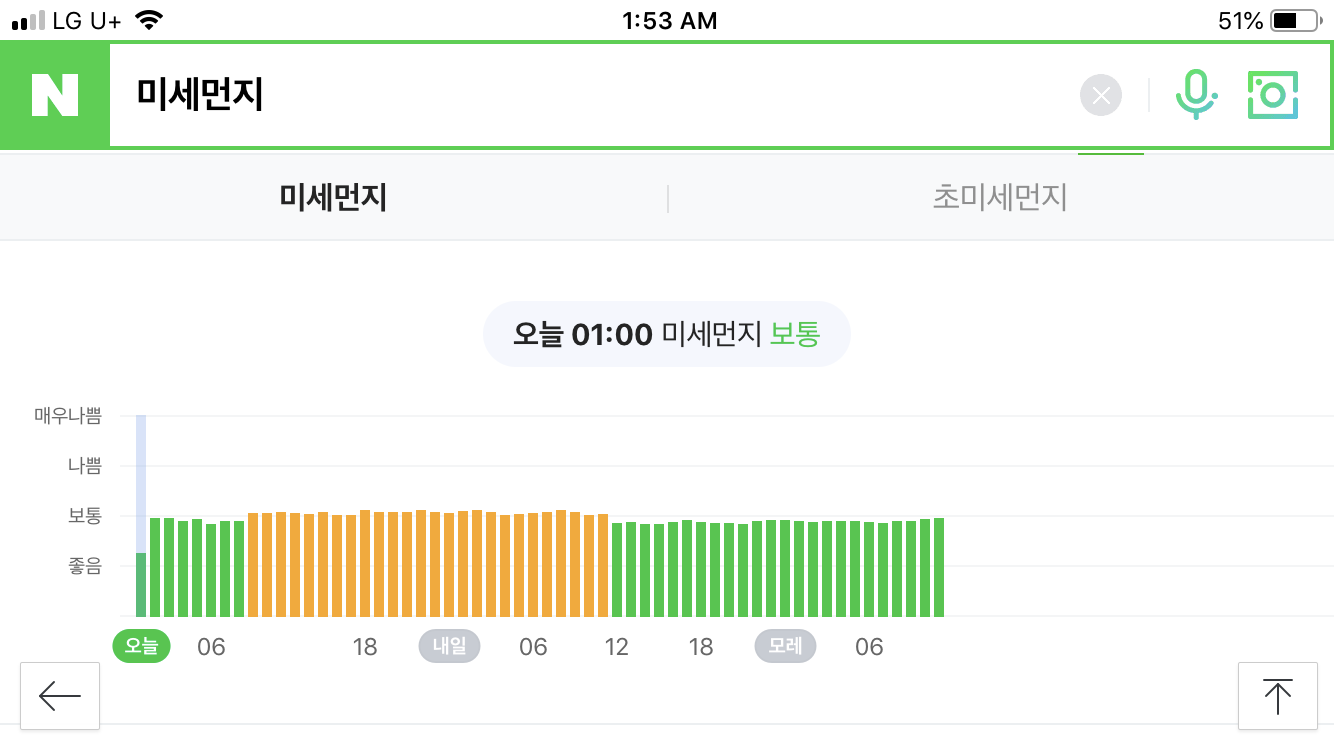 LG U+ 1:53 AM 51%
N 미세먼지
미세먼지 초미세먼지
오늘 01:00 미세먼지 보통
매우나쁨
나쁨
보통
좋음
오늘 06 18 내일 06 12 18 모레 06